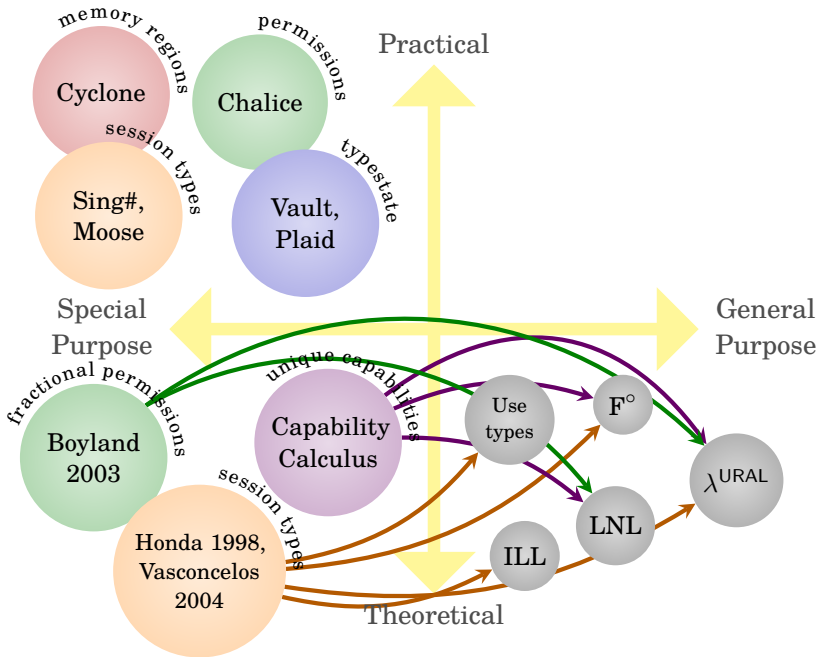 memory regions
permissions
Practical
Cyclone
Chalice
session types
typestate
Sing#,
Moose
Vault,
Plaid
Special
Purpose
General
Purpose
fractional permissions
unique capabilities
Boyland
2003
Capability
Calculus
Use
types
F°
λURAL
session types
Honda 1998,
Vasconcelos
2004
LNL
ILL
Theoretical